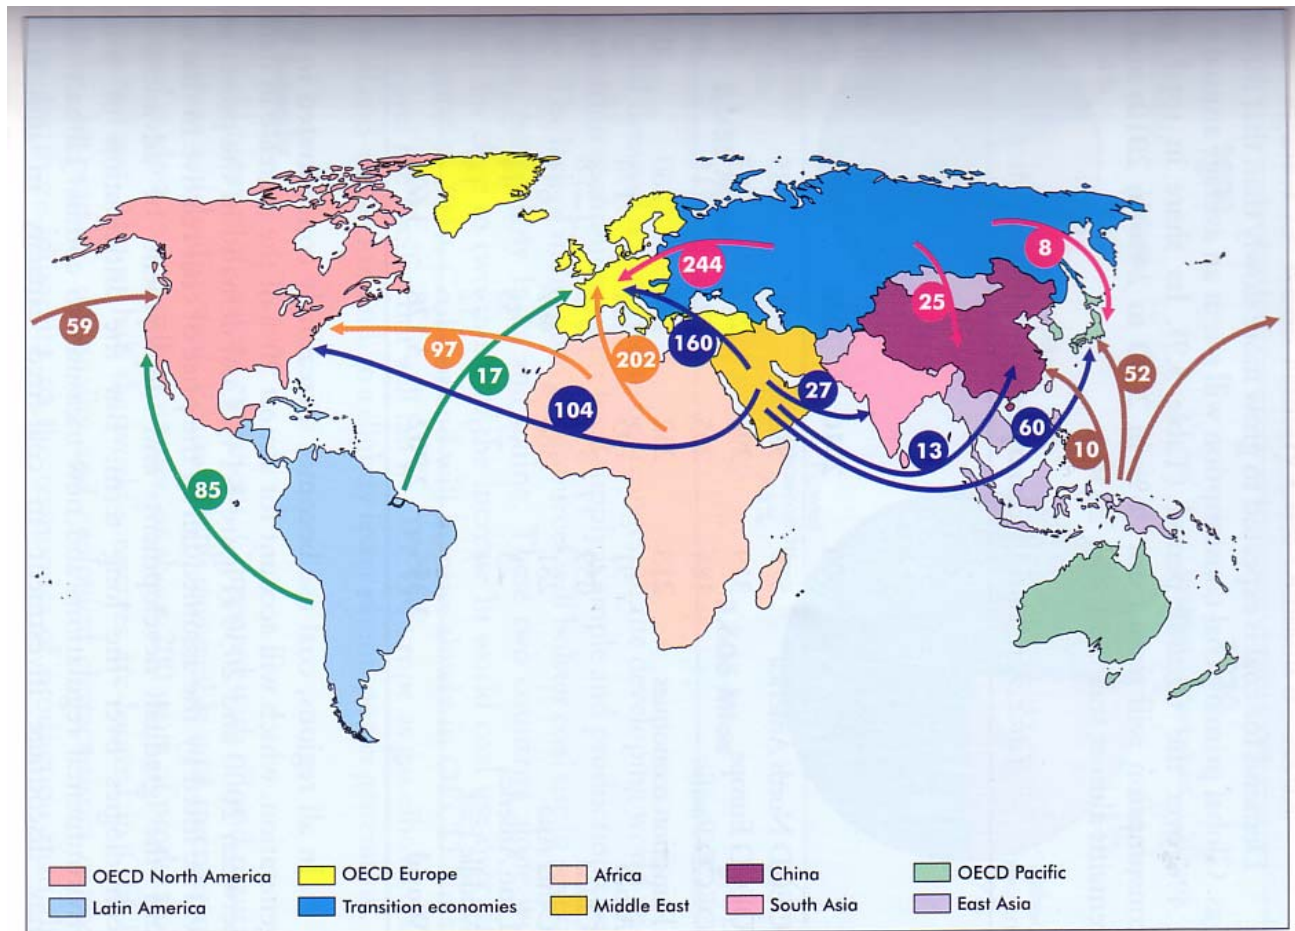 8
244
25
59
160
97
17
202
52
27
104
60
13
10
85
OECD North America
OECD Europe
Africa
China
OECD Pacific
Latin America
Transition economies
Middle East
South Asia
East Asia